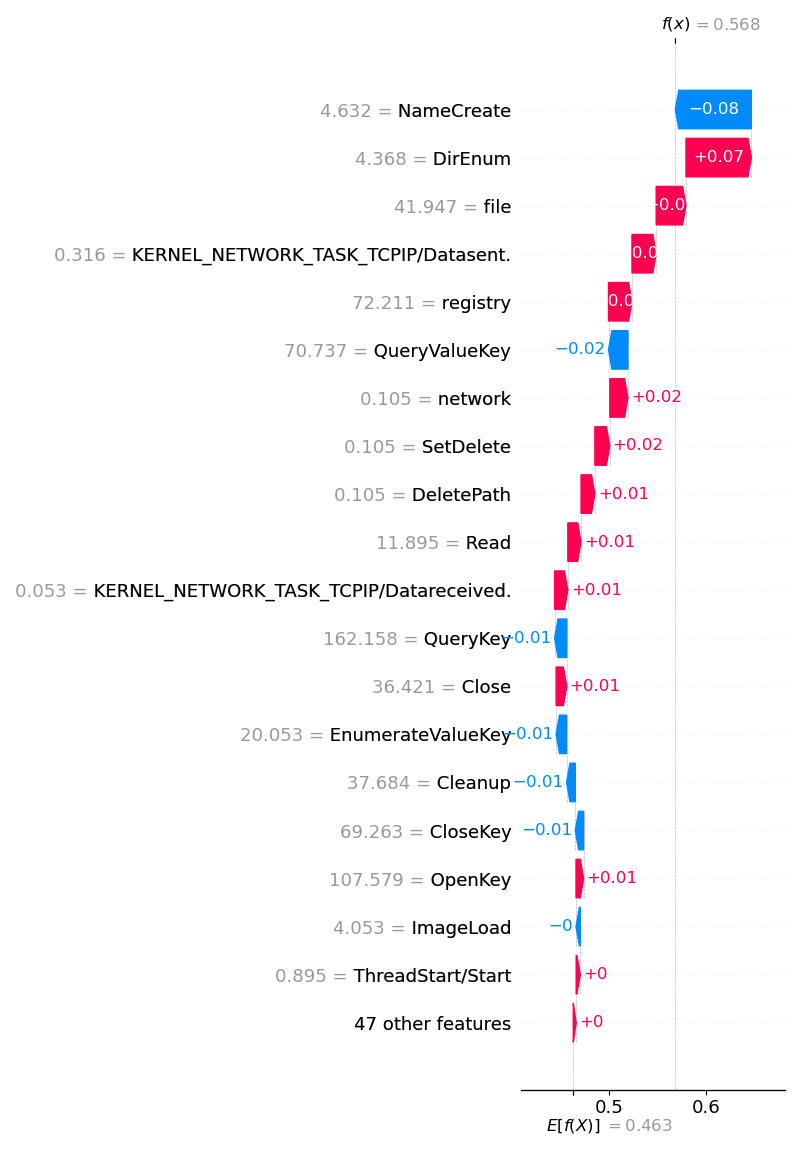 f(x) = 0.568
4.632 = NameCreate −0.08
4.368 = DirEnum +0.07
41.947 = file
0.316 = KERNEL_NETWORK_TASK_TCPIP/Datasent.
72.211 = registry
70.737 = QueryValueKey −0.02
0.105 = network +0.02
0.105 = SetDelete +0.02
0.105 = DeletePath +0.01
11.895 = Read +0.01
0.053 = KERNEL_NETWORK_TASK_TCPIP/Datareceived. +0.01
162.158 = QueryKey −0.01
36.421 = Close +0.01
20.053 = EnumerateValueKey −0.01
37.684 = Cleanup −0.01
69.263 = CloseKey −0.01
107.579 = OpenKey +0.01
4.053 = ImageLoad −0
0.895 = ThreadStart/Start +0
47 other features +0
0.5 0.6
E[f(X)] = 0.463